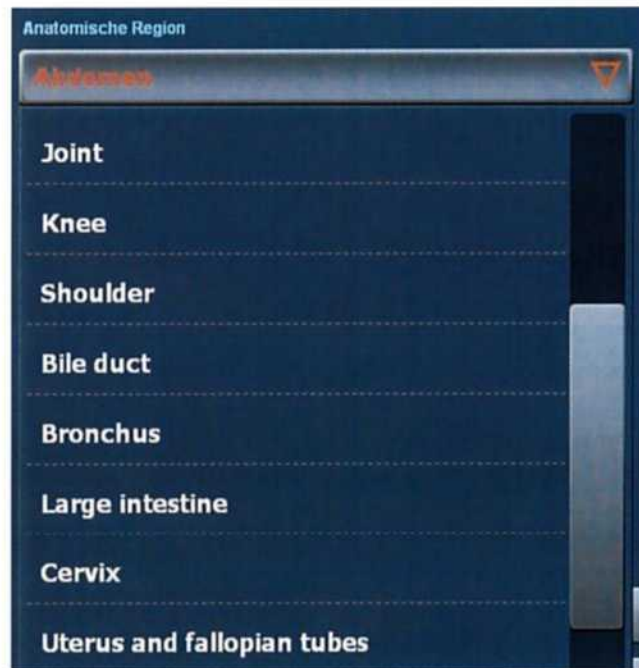 Anatomische Region
Abdomen
Joint
Knee
Shoulder
Bile duct
Bronchus
Large intestine
Cervix
Uterus and fallopian tubes